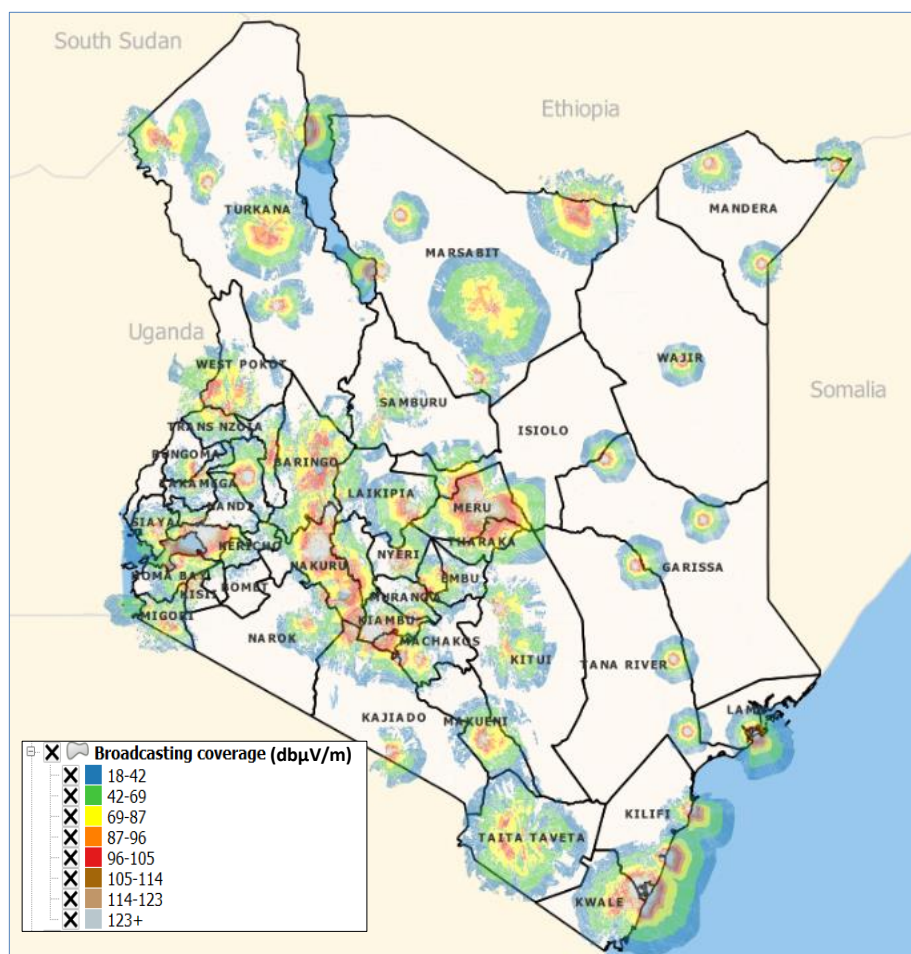 South Sudan
Ethiopia
MANDERA
TURKANA
MARSABIT
Uganda
WAJIR
WEST POKOT
Somalia
SAMBURU
ISIOLO
TRANS NZOIA
BUNGOMA
BARINGO
KAKAMEGA
LAIKIPIA
NANDI
MERU
SIAYA
THARAKA
KERICHO
NYERI
NAKURU
GARISSA
HOMA BAY
EMBU
BOMET
KISII
MURANG'A
MIGORI
KIAMBU
NAROK
MACHAKOS
KITUI
TANA RIVER
LAMU
KAJIADO
MAKUENI
KILIFI
TAITA TAVETA
KWALE
Broadcasting coverage (dbµV/m)
18-42
42-69
69-87
87-96
96-105
105-114
114-123
123+